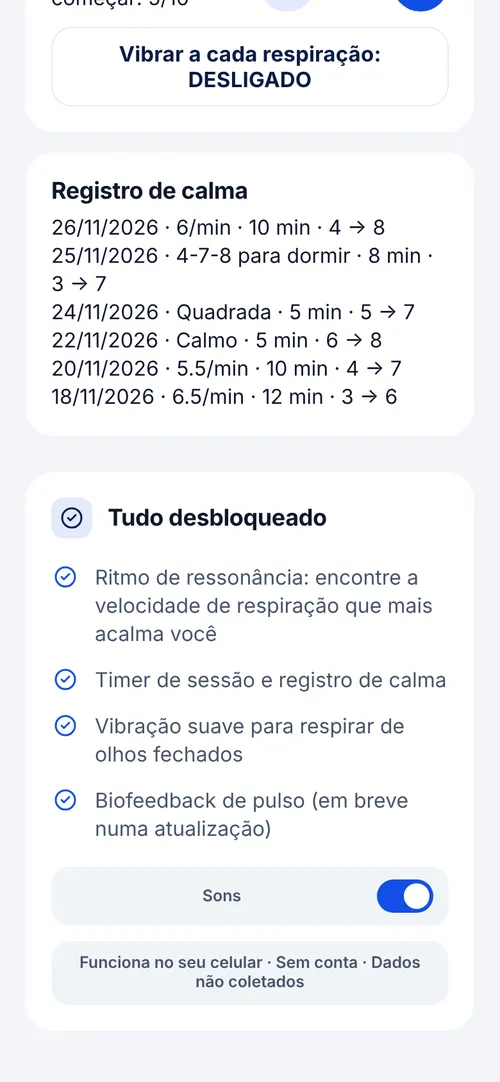 começar: 3/10
Vibrar a cada respiração:
DESLIGADO
Registro de calma
26/11/2026 · 6/min · 10 min · 4 → 8
25/11/2026 · 4-7-8 para dormir · 8 min ·
3 → 7
24/11/2026 · Quadrada · 5 min · 5 → 7
22/11/2026 · Calmo · 5 min · 6 → 8
20/11/2026 · 5.5/min · 10 min · 4 → 7
18/11/2026 · 6.5/min · 12 min · 3 → 6
Tudo desbloqueado
Ritmo de ressonância: encontre a
velocidade de respiração que mais
acalma você
Timer de sessão e registro de calma
Vibração suave para respirar de
olhos fechados
Biofeedback de pulso (em breve
numa atualização)
Sons
Funciona no seu celular · Sem conta · Dados
não coletados